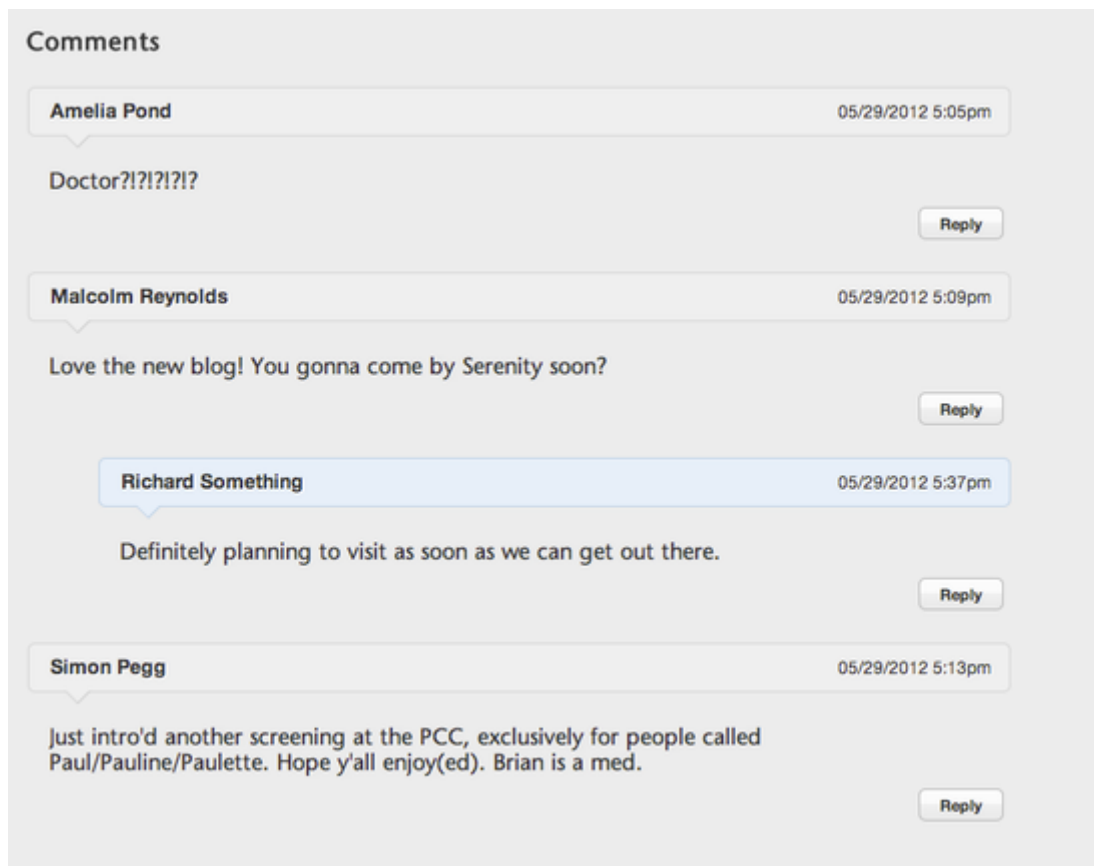 Comments
Amelia Pond 05/29/2012 5:05pm
Doctor?!?!?!?!?
Reply
Malcolm Reynolds 05/29/2012 5:09pm
Love the new blog! You gonna come by Serenity soon?
Reply
Richard Something 05/29/2012 5:37pm
Definitely planning to visit as soon as we can get out there.
Reply
Simon Pegg 05/29/2012 5:13pm
Just intro'd another screening at the PCC, exclusively for people called
Paul/Pauline/Paulette. Hope y'all enjoy(ed). Brian is a med.
Reply